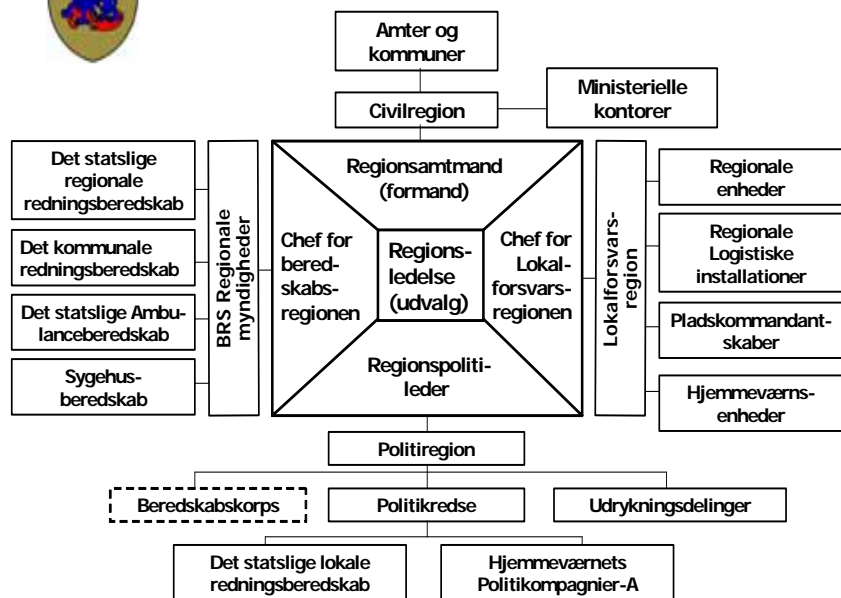 Amter og
kommuner
Civilregion
Ministerielle
kontorer
Det statslige
regionale
redningsberedskab
Det kommunale
redningsberedskab
Det statslige Ambu-
lanceberedskab
Sygehus-
beredskab
BRS Regionale
myndigheder
Regionsamtmand
(formand)
Chef for
bered-
skabs-
regionen
Regions-
ledelse
(udvalg)
Chef for
Lokal-
forsvars-
regionen
Regionspoliti-
leder
Lokalforsvars-
region
Regionale
enheder
Regionale
Logistiske
installationer
Pladskommandant-
skaber
Hjemmeværns-
enheder
Politiregion
Beredskabskorps
Politikredse
Udrykningsdelinger
Det statslige lokale
redningsberedskab
Hjemmeværnets
Politikompagnier-A